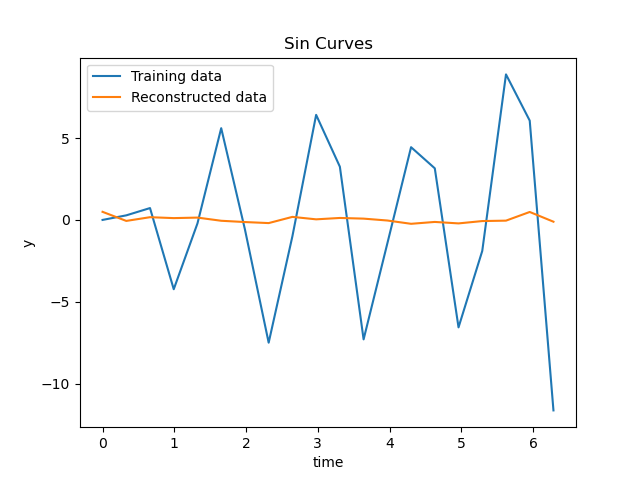 Sin Curves
Training data
Reconstructed data
5
0
−5
−10
y
0 1 2 3 4 5 6
time